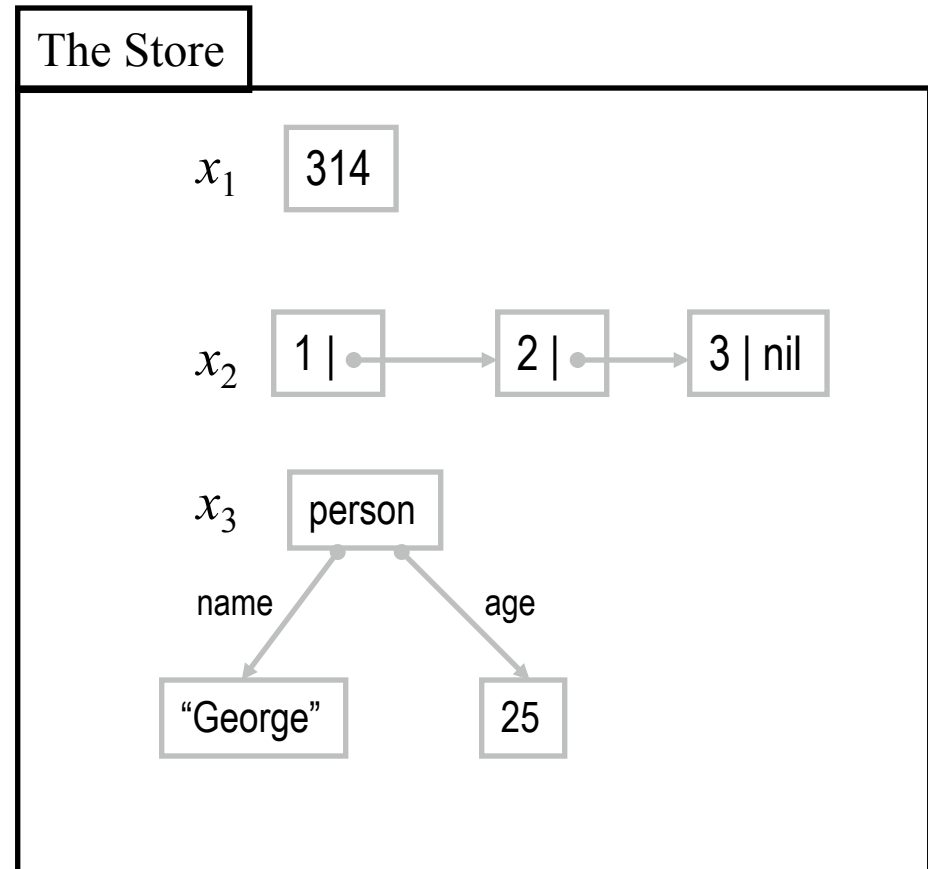 The Store
x₁ 314
x₂ 1 | 2 | 3 | nil
x₃ person
name age
“George” 25